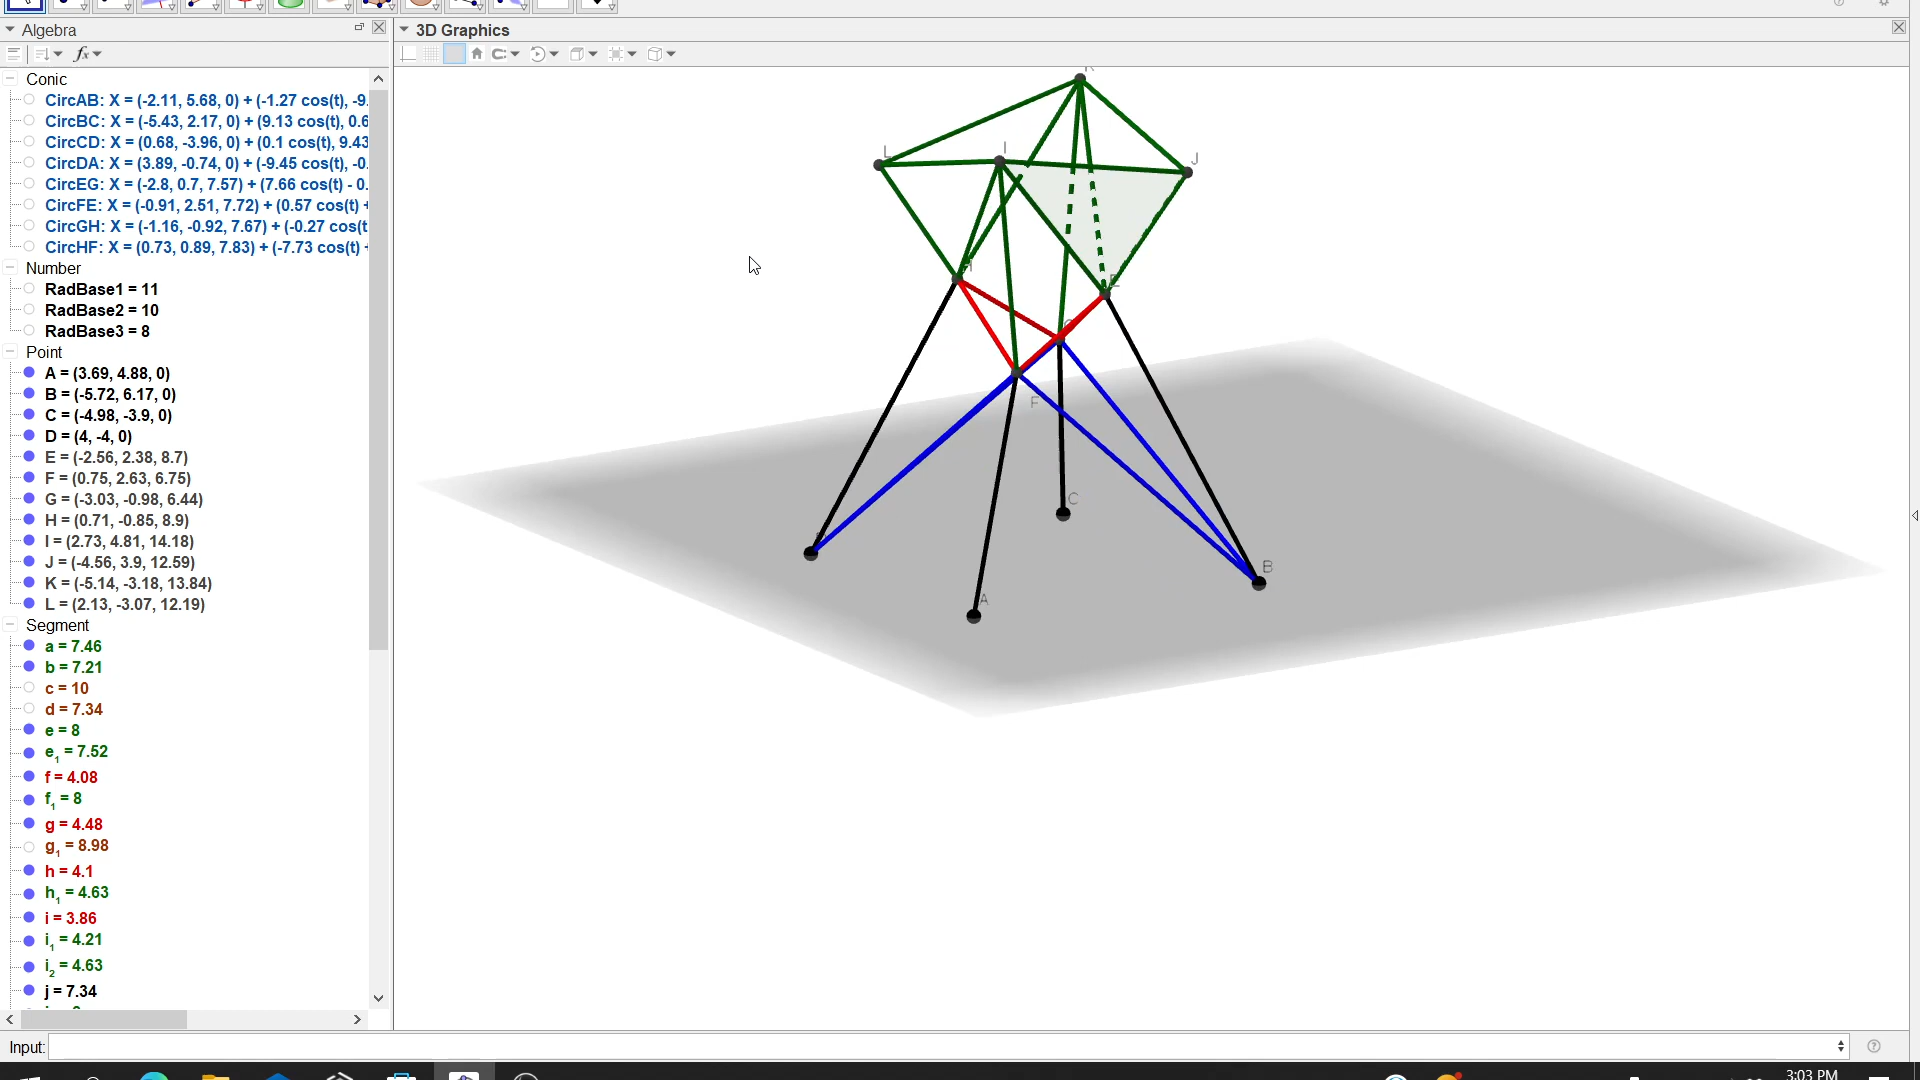 Algebra
3D Graphics
fx
Conic
CircAB: X = (-2.11, 5.68, 0) + (-1.27 cos(t), -9.
CircBC: X = (-5.43, 2.17, 0) + (9.13 cos(t), 0.6
CircCD: X = (0.68, -3.96, 0) + (0.1 cos(t), 9.43
CircDA: X = (3.89, -0.74, 0) + (-9.45 cos(t), -0.
CircEG: X = (-2.8, 0.7, 7.57) + (7.66 cos(t) - 0.
CircFE: X = (-0.91, 2.51, 7.72) + (0.57 cos(t) +
CircGH: X = (-1.16, -0.92, 7.67) + (-0.27 cos(t
CircHF: X = (0.73, 0.89, 7.83) + (-7.73 cos(t) +
Number
RadBase1 = 11
RadBase2 = 10
RadBase3 = 8
Point
A = (3.69, 4.88, 0)
B = (-5.72, 6.17, 0)
C = (-4.98, -3.9, 0)
D = (4, -4, 0)
E = (-2.56, 2.38, 8.7)
F = (0.75, 2.63, 6.75)
G = (-3.03, -0.98, 6.44)
H = (0.71, -0.85, 8.9)
I = (2.73, 4.81, 14.18)
J = (-4.56, 3.9, 12.59)
K = (-5.14, -3.18, 13.84)
L = (2.13, -3.07, 12.19)
Segment
a = 7.46
b = 7.21
c = 10
d = 7.34
e = 8
e1 = 7.52
f = 4.08
f1 = 8
g = 4.48
g1 = 8.98
h = 4.1
h1 = 4.63
i = 3.86
i1 = 4.21
i2 = 4.63
j = 7.34
L
I
J
H
E
F
C
B
A
Input:
3:03 PM